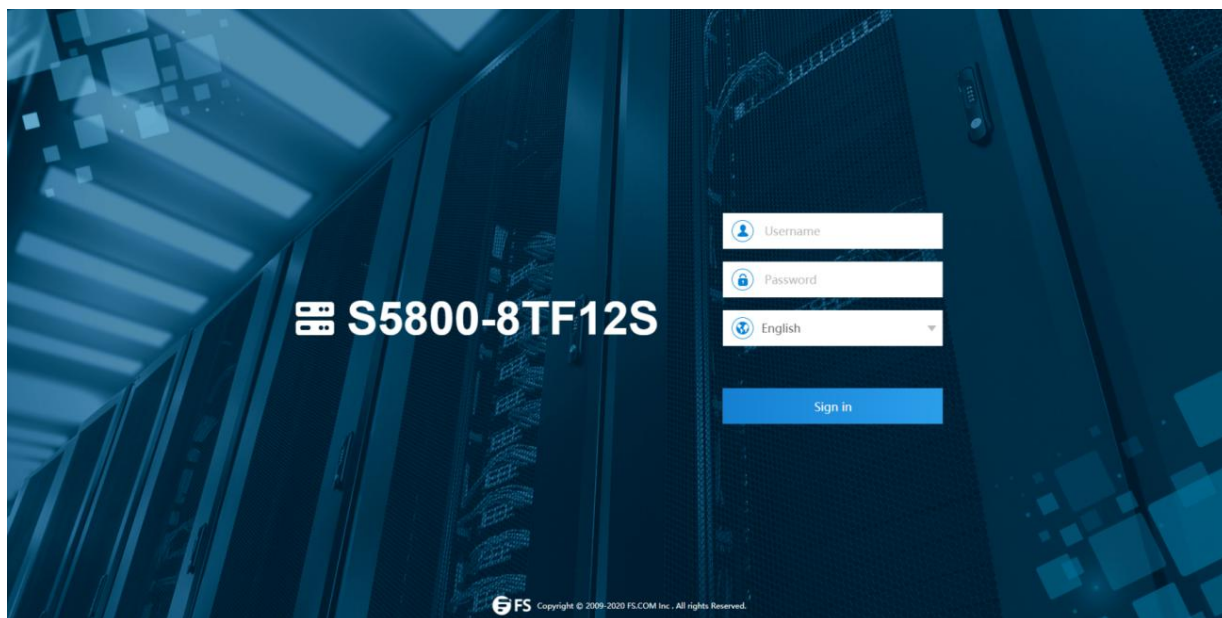 S5800-8TF12S
Username
Password
English
Sign in
FS Copyright © 2009-2020 FS.COM Inc . All rights Reserved.